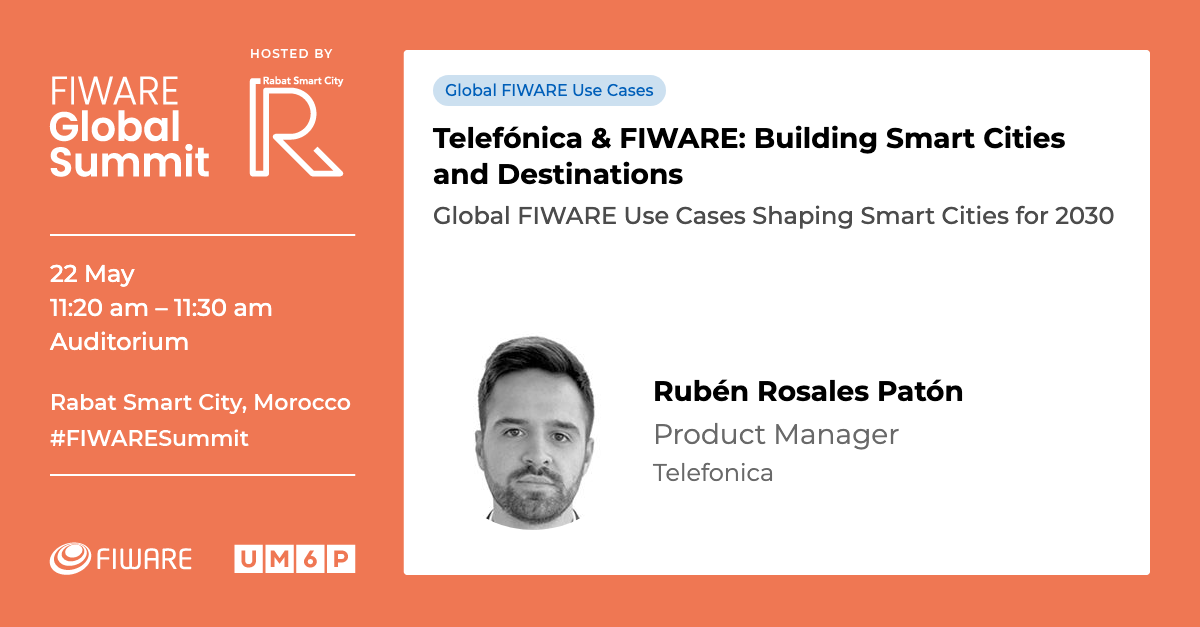 HOSTED BY
FIWARE
Global
Summit
Rabat Smart City
R
22 May
11:20 am – 11:30 am
Auditorium
Rabat Smart City, Morocco
#FIWARESummit
FIWARE
UM6P
Global FIWARE Use Cases
Telefónica & FIWARE: Building Smart Cities
and Destinations
Global FIWARE Use Cases Shaping Smart Cities for 2030
Rubén Rosales Patón
Product Manager
Telefonica